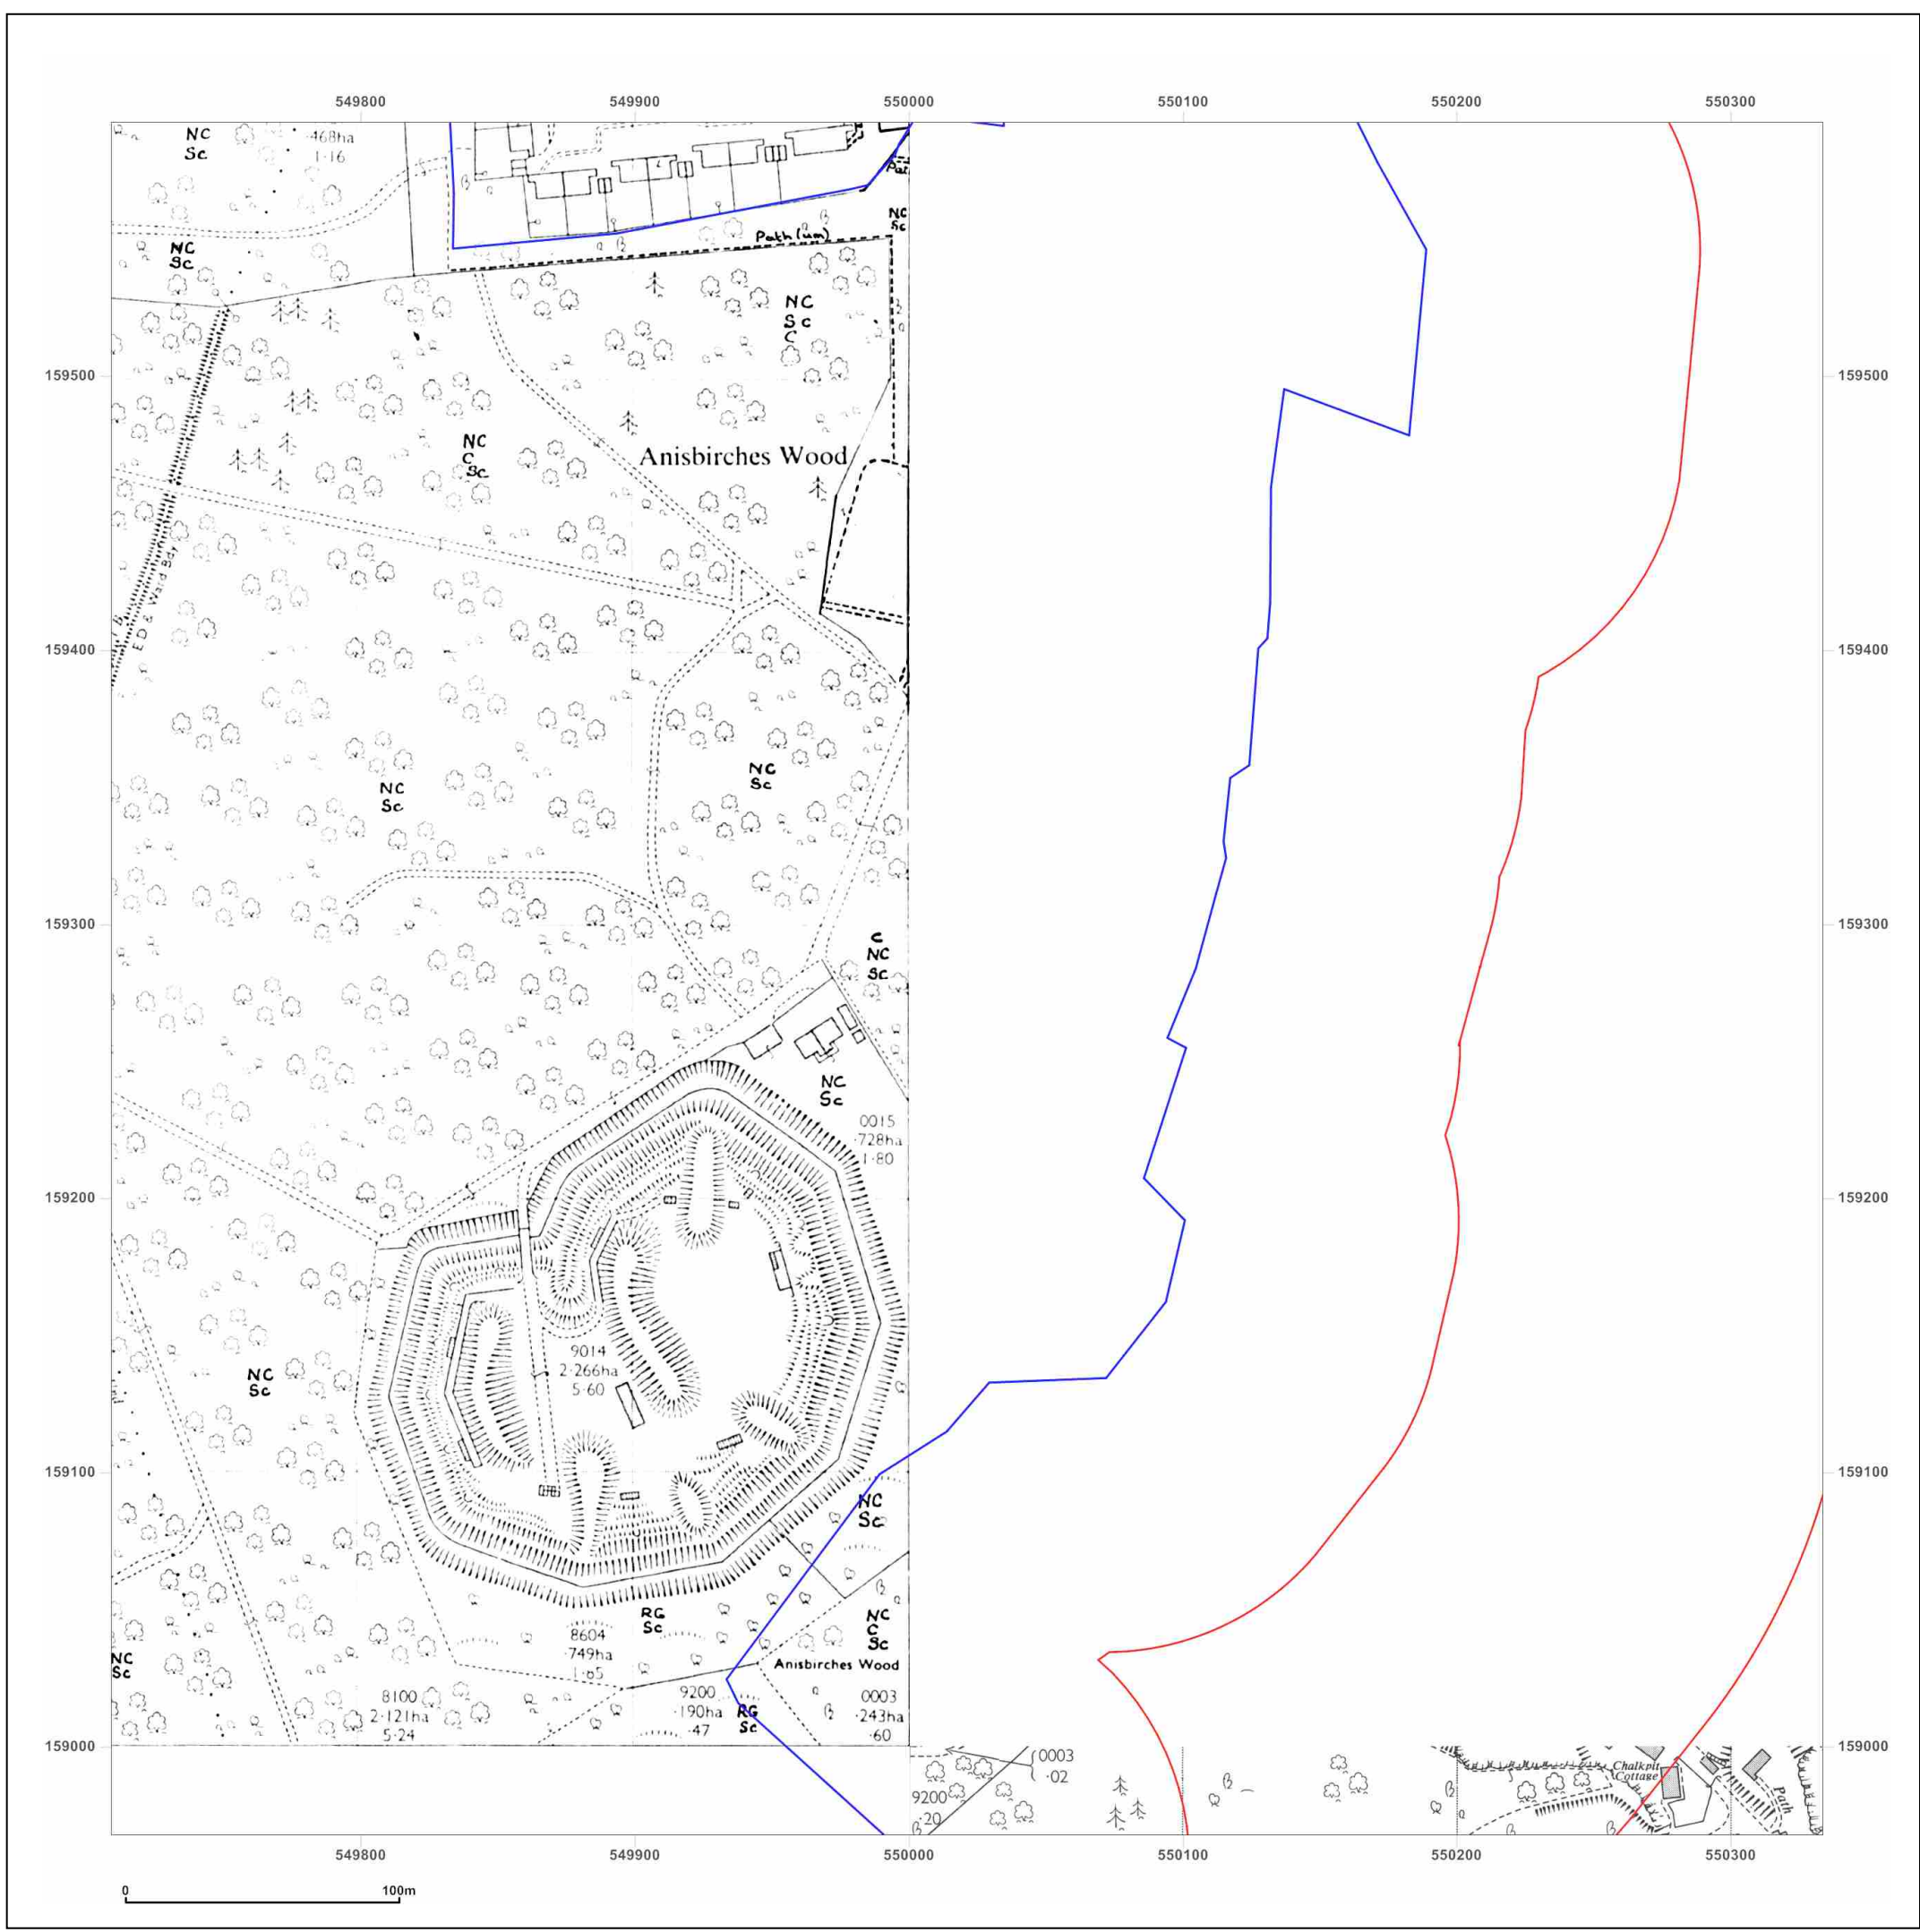 549800 549900 550000 550100 550200 550300
NC
Sc
·468ha
1·16
NC
Sc
NC
Sc
Path (um)
NC
Sc
C
159500
159500
Anisbirches Wood
NC
C
Sc
E D & Ward Bdy
159400
159400
NC
Sc
NC
Sc
159300
159300
C
NC
Sc
NC
Sc
0015
·728ha
1·80
159200
159200
9014
2·266ha
5·60
NC
Sc
159100
159100
NC
Sc
RG
Sc
8604
·749ha
1·85
NC
C
Sc
NC
Sc
Anisbirches Wood
8100
2·121ha
5·24
9200
·190ha
·47
RG
Sc
0003
·243ha
·60
159000
159000
0003
·02
9200
·20
Chalkpit
Cottage
Path
549800 549900 550000 550100 550200 550300
0 100m